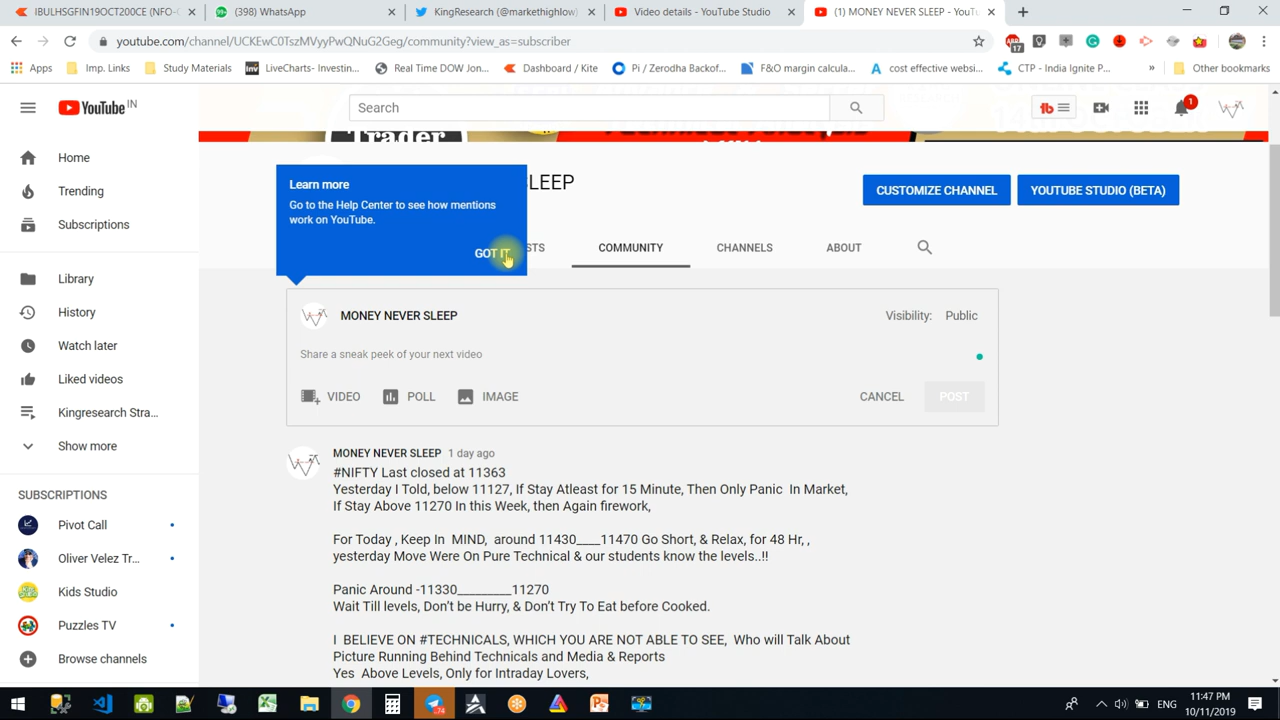 IBULHSGFIN19OCT200CE (NFO-
(398) WhatsApp
KingResearch (@markethighlow)
Video details - YouTube Studio
(1) MONEY NEVER SLEEP - YouT
youtube.com/channel/UCKEwC0TszMVvyPwQNuG2Geg/community?view_as=subscriber
17
Apps
Imp. Links
Study Materials
Inv
LiveCharts- Investin...
Real Time DOW Jon...
Dashboard / Kite
Pi / Zerodha Backof...
F&O margin calcula...
cost effective websi...
CTP - India Ignite P...
»
Other bookmarks
YouTube IN
Search
1
Trader
Learn more
Go to the Help Center to see how mentions
work on YouTube.
GOT IT
LEEP
CUSTOMIZE CHANNEL
YOUTUBE STUDIO (BETA)
STS
COMMUNITY
CHANNELS
ABOUT
Home
Trending
Subscriptions
Library
History
Watch later
Liked videos
Kingresearch Stra...
Show more
SUBSCRIPTIONS
Pivot Call
Oliver Velez Tr...
Kids Studio
Puzzles TV
Browse channels
MONEY NEVER SLEEP
Visibility: Public
Share a sneak peek of your next video
VIDEO
POLL
IMAGE
CANCEL
POST
MONEY NEVER SLEEP 1 day ago
#NIFTY Last closed at 11363
Yesterday I Told, below 11127, If Stay Atleast for 15 Minute, Then Only Panic In Market,
If Stay Above 11270 In this Week, then Again firework,
For Today , Keep In MIND, around 11430____11470 Go Short, & Relax, for 48 Hr, ,
yesterday Move Were On Pure Technical & our students know the levels..!!
Panic Around -11330_________11270
Wait Till levels, Don't be Hurry, & Don't Try To Eat before Cooked.
I BELIEVE ON #TECHNICALS, WHICH YOU ARE NOT ABLE TO SEE, Who will Talk About
Picture Running Behind Technicals and Media & Reports
Yes Above Levels, Only for Intraday Lovers,
74
ENG
11:47 PM
10/11/2019